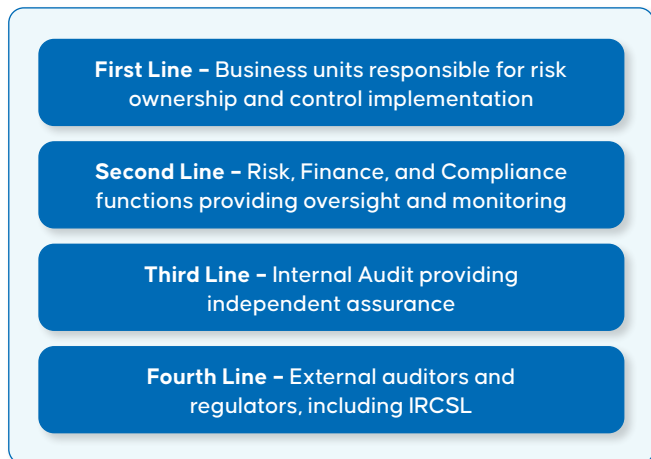 First Line – Business units responsible for risk
ownership and control implementation
Second Line – Risk, Finance, and Compliance
functions providing oversight and monitoring
Third Line – Internal Audit providing
independent assurance
Fourth Line – External auditors and
regulators, including IRCSL